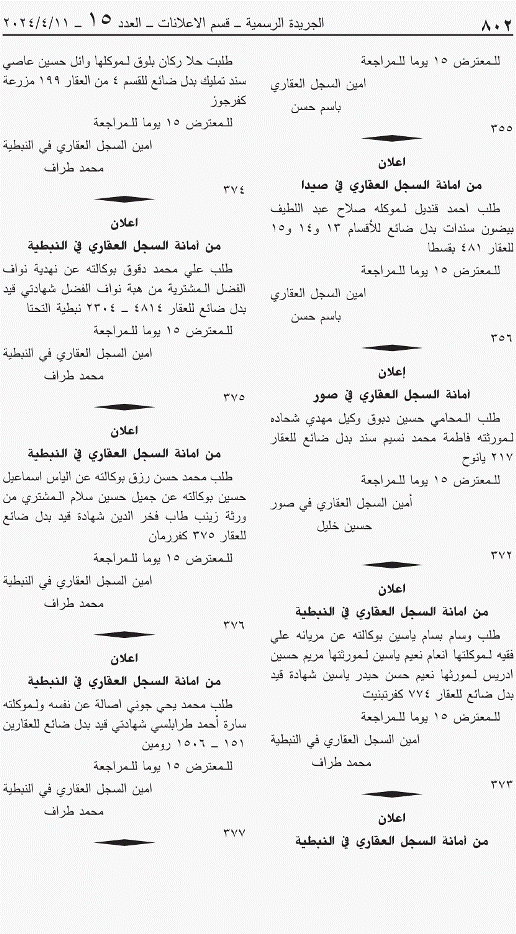 ٨٠٢ الجريدة الرسمية ــ قسم الاعلانات ــ العدد ١٥ ــ ٢٠٢٤/٤/١١
للمعترض ١٥ يوما للمراجعة
امين السجل العقاري
باسم حسن
٣٥٥
اعلان
من امانة السجل العقاري في صيدا
طلب احمد قنديل لموكله صلاح عبد اللطيف
بيضون سندات بدل ضائع للأقسام ١٣ و١٤ و١٥
للعقار ٤٨١ بقسطا
للمعترض ١٥ يوما للمراجعة
امين السجل العقاري
باسم حسن
٣٥٦
إعلان
أمانة السجل العقاري في صور
طلب المحامي حسين دبوق وكيل مهدي شحاده
لمورثته فاطمة محمد نسيم سند بدل ضائع للعقار
٢١٧ يانوح
للمعترض ١٥ يوما للمراجعة
أمين السجل العقاري في صور
حسين خليل
٣٧٢
اعلان
من امانة السجل العقاري في النبطية
طلب وسام بسام ياسين بوكالته عن مريانه علي
فقيه لموكلتها انعام نعيم ياسين لمورثتها مريم حسين
ادريس لمورثها نعيم حسن حيدر ياسين شهادة قيد
بدل ضائع للعقار ٧٧٤ كفرتبنيت
للمعترض ١٥ يوما للمراجعة
امين السجل العقاري في النبطية
محمد طراف
٣٧٣
اعلان
من أمانة السجل العقاري في النبطية
طلبت حلا ركان بلوق لموكلها وائل حسين عاصي
سند تمليك بدل ضائع للقسم ٤ من العقار ١٩٩ مزرعة
كفرجوز
للمعترض ١٥ يوما للمراجعة
امين السجل العقاري في النبطية
محمد طراف
٣٧٤
اعلان
من أمانة السجل العقاري في النبطية
طلب علي محمد دقوق بوكالته عن نهدية نواف
الفضل المشترية من هبة نواف الفضل شهادتي قيد
بدل ضائع للعقار ٤٨١٤ ــ ٢٣٠٤ نبطية التحتا
للمعترض ١٥ يوما للمراجعة
امين السجل العقاري في النبطية
محمد طراف
٣٧٥
اعلان
من أمانة السجل العقاري في النبطية
طلب محمد حسن رزق بوكالته عن الياس اسماعيل
حسين بوكالته عن جميل حسين سلام المشتري من
ورثة زينب طاب فخر الدين شهادة قيد بدل ضائع
للعقار ٣٧٥ كفررمان
للمعترض ١٥ يوما للمراجعة
امين السجل العقاري في النبطية
محمد طراف
٣٧٦
اعلان
من امانة السجل العقاري في النبطية
طلب محمد يحي جوني اصالة عن نفسه ولموكلته
سارة أحمد طرابلسي شهادتي قيد بدل ضائع للعقارين
١٥١ ــ ١٥٠٦ رومين
للمعترض ١٥ يوما للمراجعة
امين السجل العقاري في النبطية
محمد طراف
٣٧٧